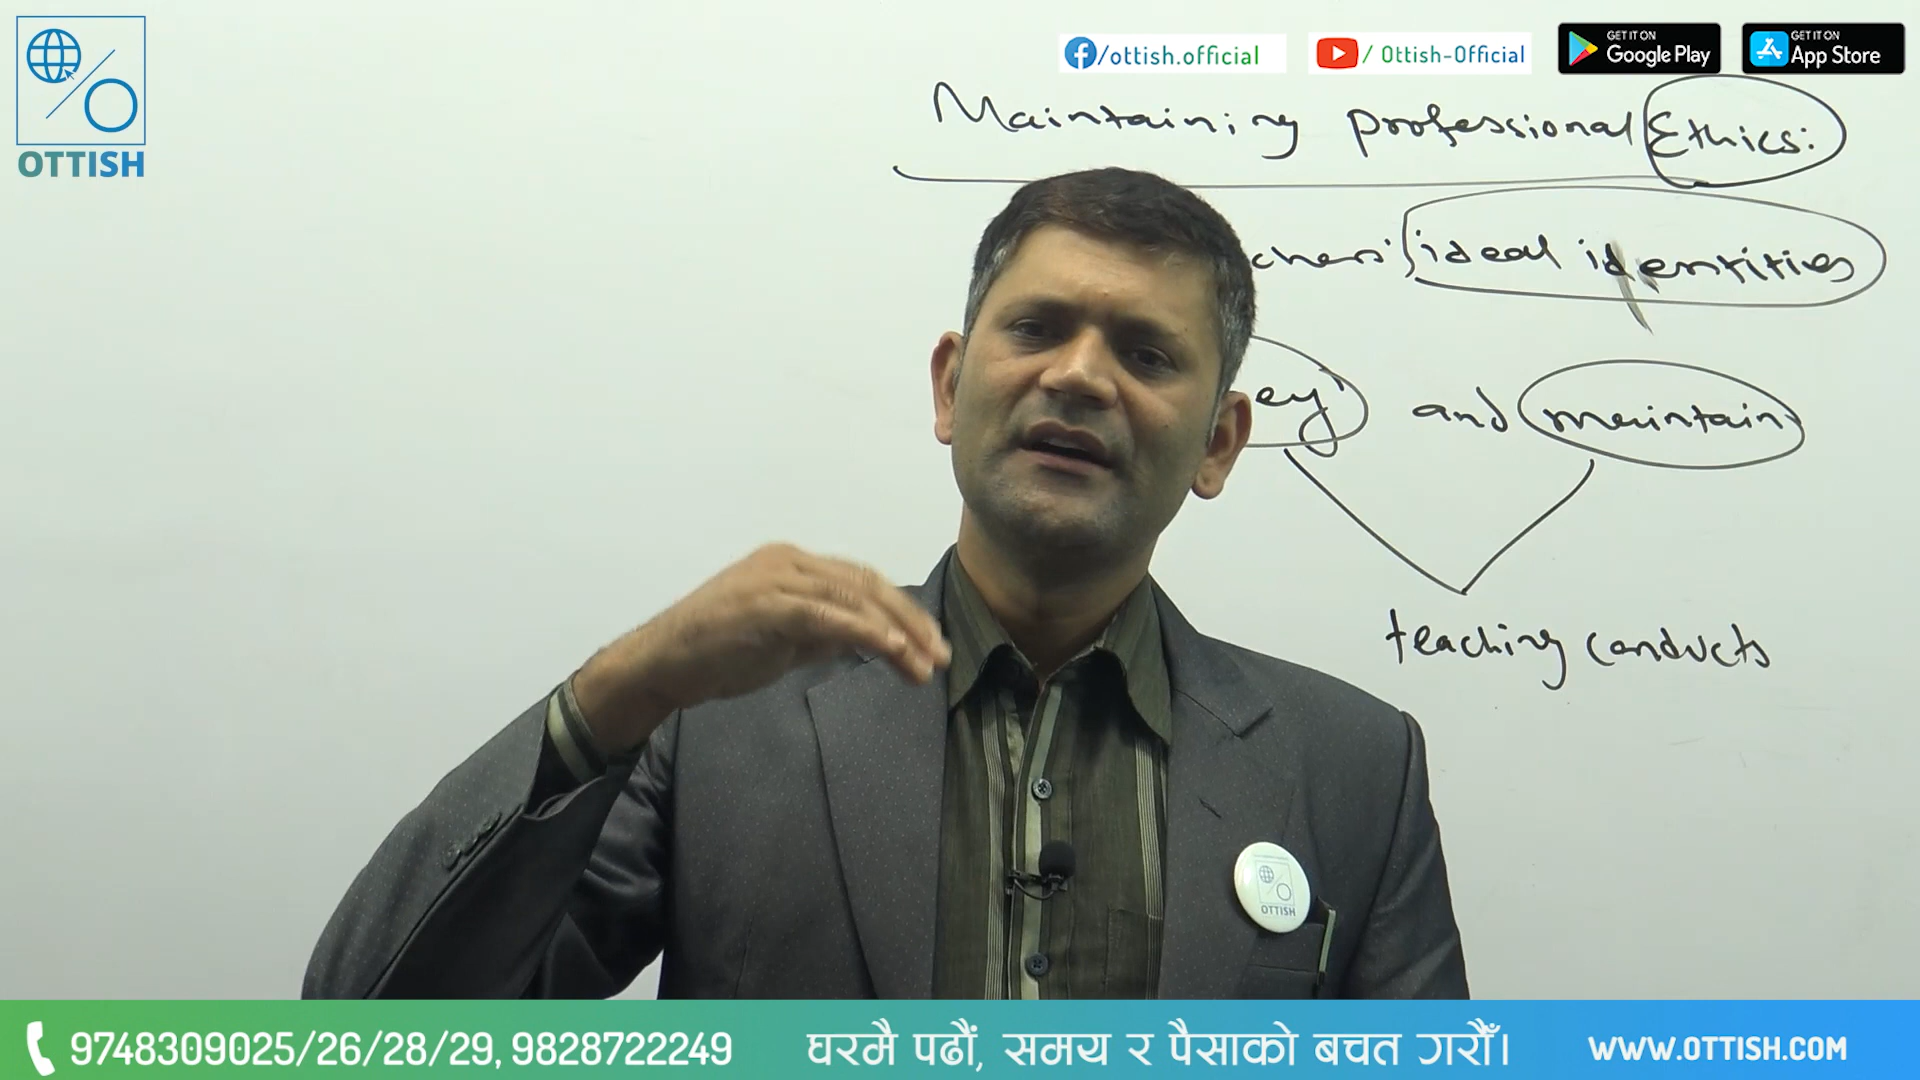 OTTISH
/ottish.official
/ Ottish-Official
GET IT ON
Google Play
GET IT ON
App Store
Maintaining professional Ethics:
ideal identities
and maintain
teaching conducts
OTTISH
9748309025/26/28/29, 9828722249
घरमै पढौं, समय र पैसाको बचत गरौँ।
WWW.OTTISH.COM